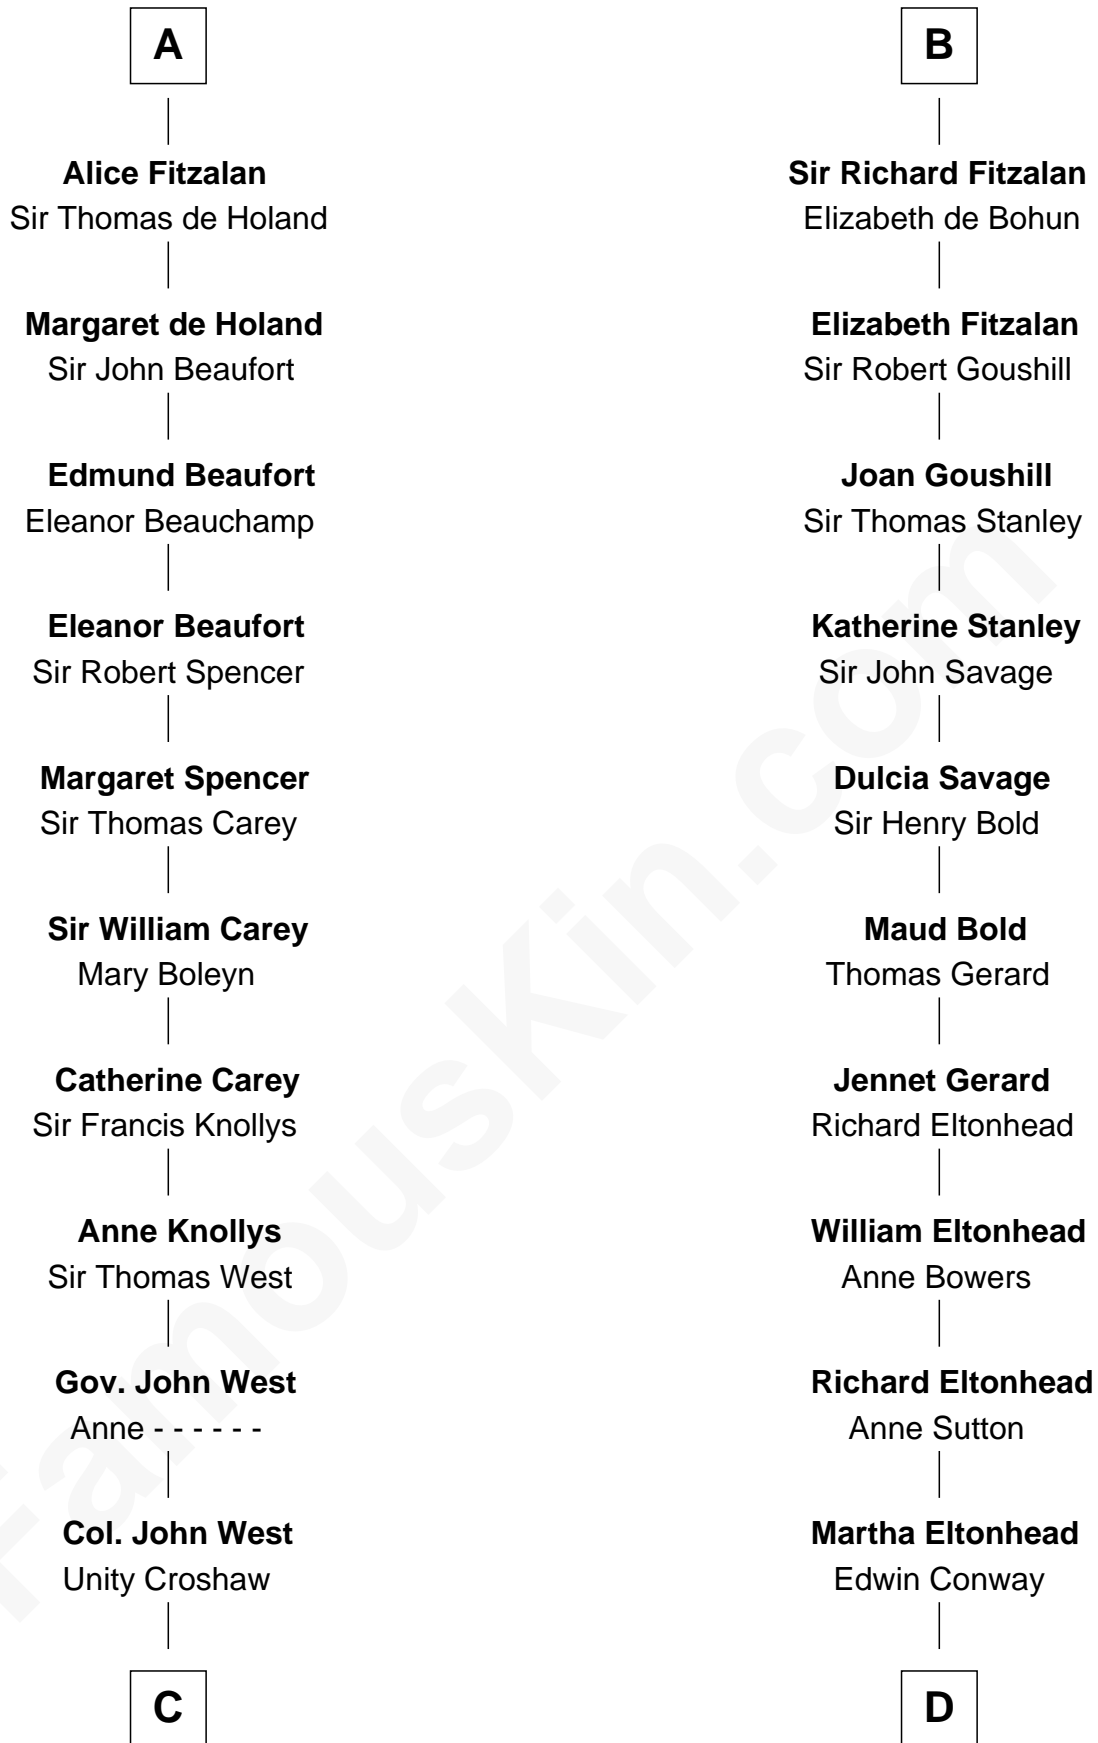 A
Alice Fitzalan
Sir Thomas de Holand
Margaret de Holand
Sir John Beaufort
Edmund Beaufort
Eleanor Beauchamp
Eleanor Beaufort
Sir Robert Spencer
Margaret Spencer
Sir Thomas Carey
Sir William Carey
Mary Boleyn
Catherine Carey
Sir Francis Knollys
Anne Knollys
Sir Thomas West
Gov. John West
Anne - - - - - -
Col. John West
Unity Croshaw
C
B
Sir Richard Fitzalan
Elizabeth de Bohun
Elizabeth Fitzalan
Sir Robert Goushill
Joan Goushill
Sir Thomas Stanley
Katherine Stanley
Sir John Savage
Dulcia Savage
Sir Henry Bold
Maud Bold
Thomas Gerard
Jennet Gerard
Richard Eltonhead
William Eltonhead
Anne Bowers
Richard Eltonhead
Anne Sutton
Martha Eltonhead
Edwin Conway
D
FamousKin.com